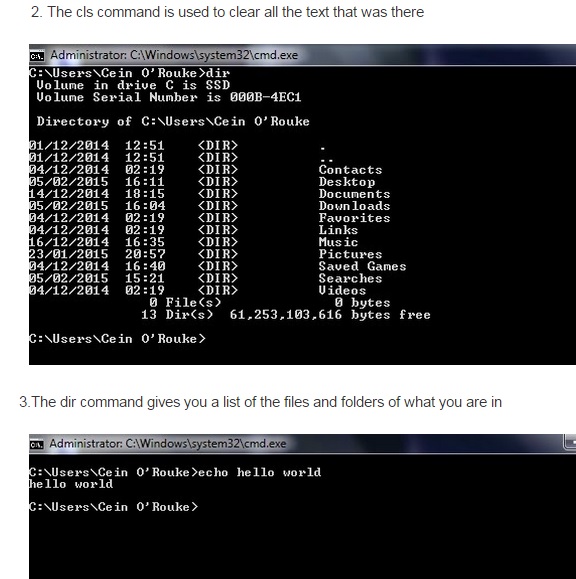 2. The cls command is used to clear all the text that was there
C:\. Administrator: C:\Windows\system32\cmd.exe
C:\Users\Cein O'Rouke>dir
Volume in drive C is SSD
Volume Serial Number is 000B-4EC1
Directory of C:\Users\Cein O'Rouke
01/12/2014 12:51 <DIR> .
01/12/2014 12:51 <DIR> ..
04/12/2014 02:19 <DIR> Contacts
05/02/2015 16:11 <DIR> Desktop
14/12/2014 18:15 <DIR> Documents
05/02/2015 16:04 <DIR> Downloads
04/12/2014 02:19 <DIR> Favorites
04/12/2014 02:19 <DIR> Links
16/12/2014 16:35 <DIR> Music
23/01/2015 20:57 <DIR> Pictures
04/12/2014 16:40 <DIR> Saved Games
05/02/2015 15:21 <DIR> Searches
04/12/2014 02:19 <DIR> Videos
0 File(s) 0 bytes
13 Dir(s) 61,253,103,616 bytes free
C:\Users\Cein O'Rouke>
3.The dir command gives you a list of the files and folders of what you are in
C:\. Administrator: C:\Windows\system32\cmd.exe
C:\Users\Cein O'Rouke>echo hello world
hello world
C:\Users\Cein O'Rouke>